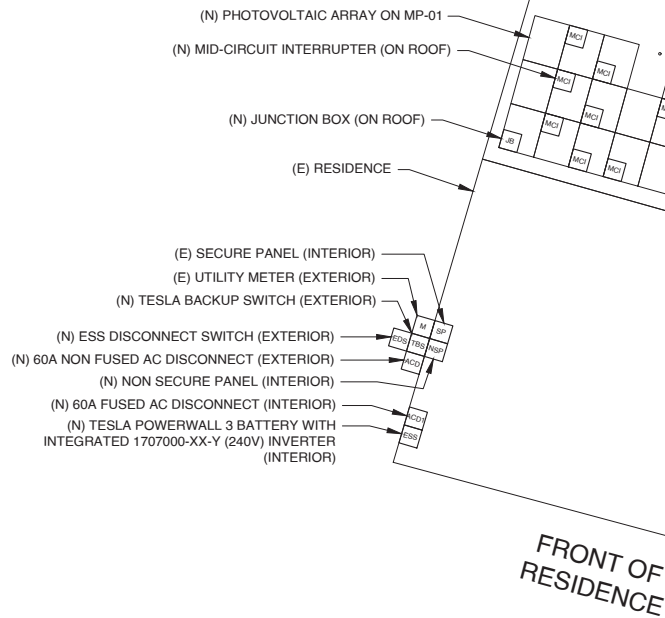 (N) PHOTOVOLTAIC ARRAY ON MP-01
(N) MID-CIRCUIT INTERRUPTER (ON ROOF)
(N) JUNCTION BOX (ON ROOF)
(E) RESIDENCE
(E) SECURE PANEL (INTERIOR)
(E) UTILITY METER (EXTERIOR)
(N) TESLA BACKUP SWITCH (EXTERIOR)
(N) ESS DISCONNECT SWITCH (EXTERIOR)
(N) 60A NON FUSED AC DISCONNECT (EXTERIOR)
(N) NON SECURE PANEL (INTERIOR)
(N) 60A FUSED AC DISCONNECT (INTERIOR)
(N) TESLA POWERWALL 3 BATTERY WITH
INTEGRATED 1707000-XX-Y (240V) INVERTER
(INTERIOR)
MCI
MCI
MCI
MCI
MCI
MCI
MCI
JB
M
SP
EDS
TBS
NSP
ACD
ACD1
ESS
FRONT OF
RESIDENCE